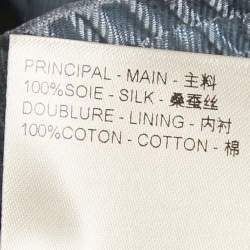 PRINCIPAL - MAIN - 主料
100%SOIE - SILK - 桑蚕丝
DOUBLURE - LINING - 内衬
100%COTON - COTTON - 棉